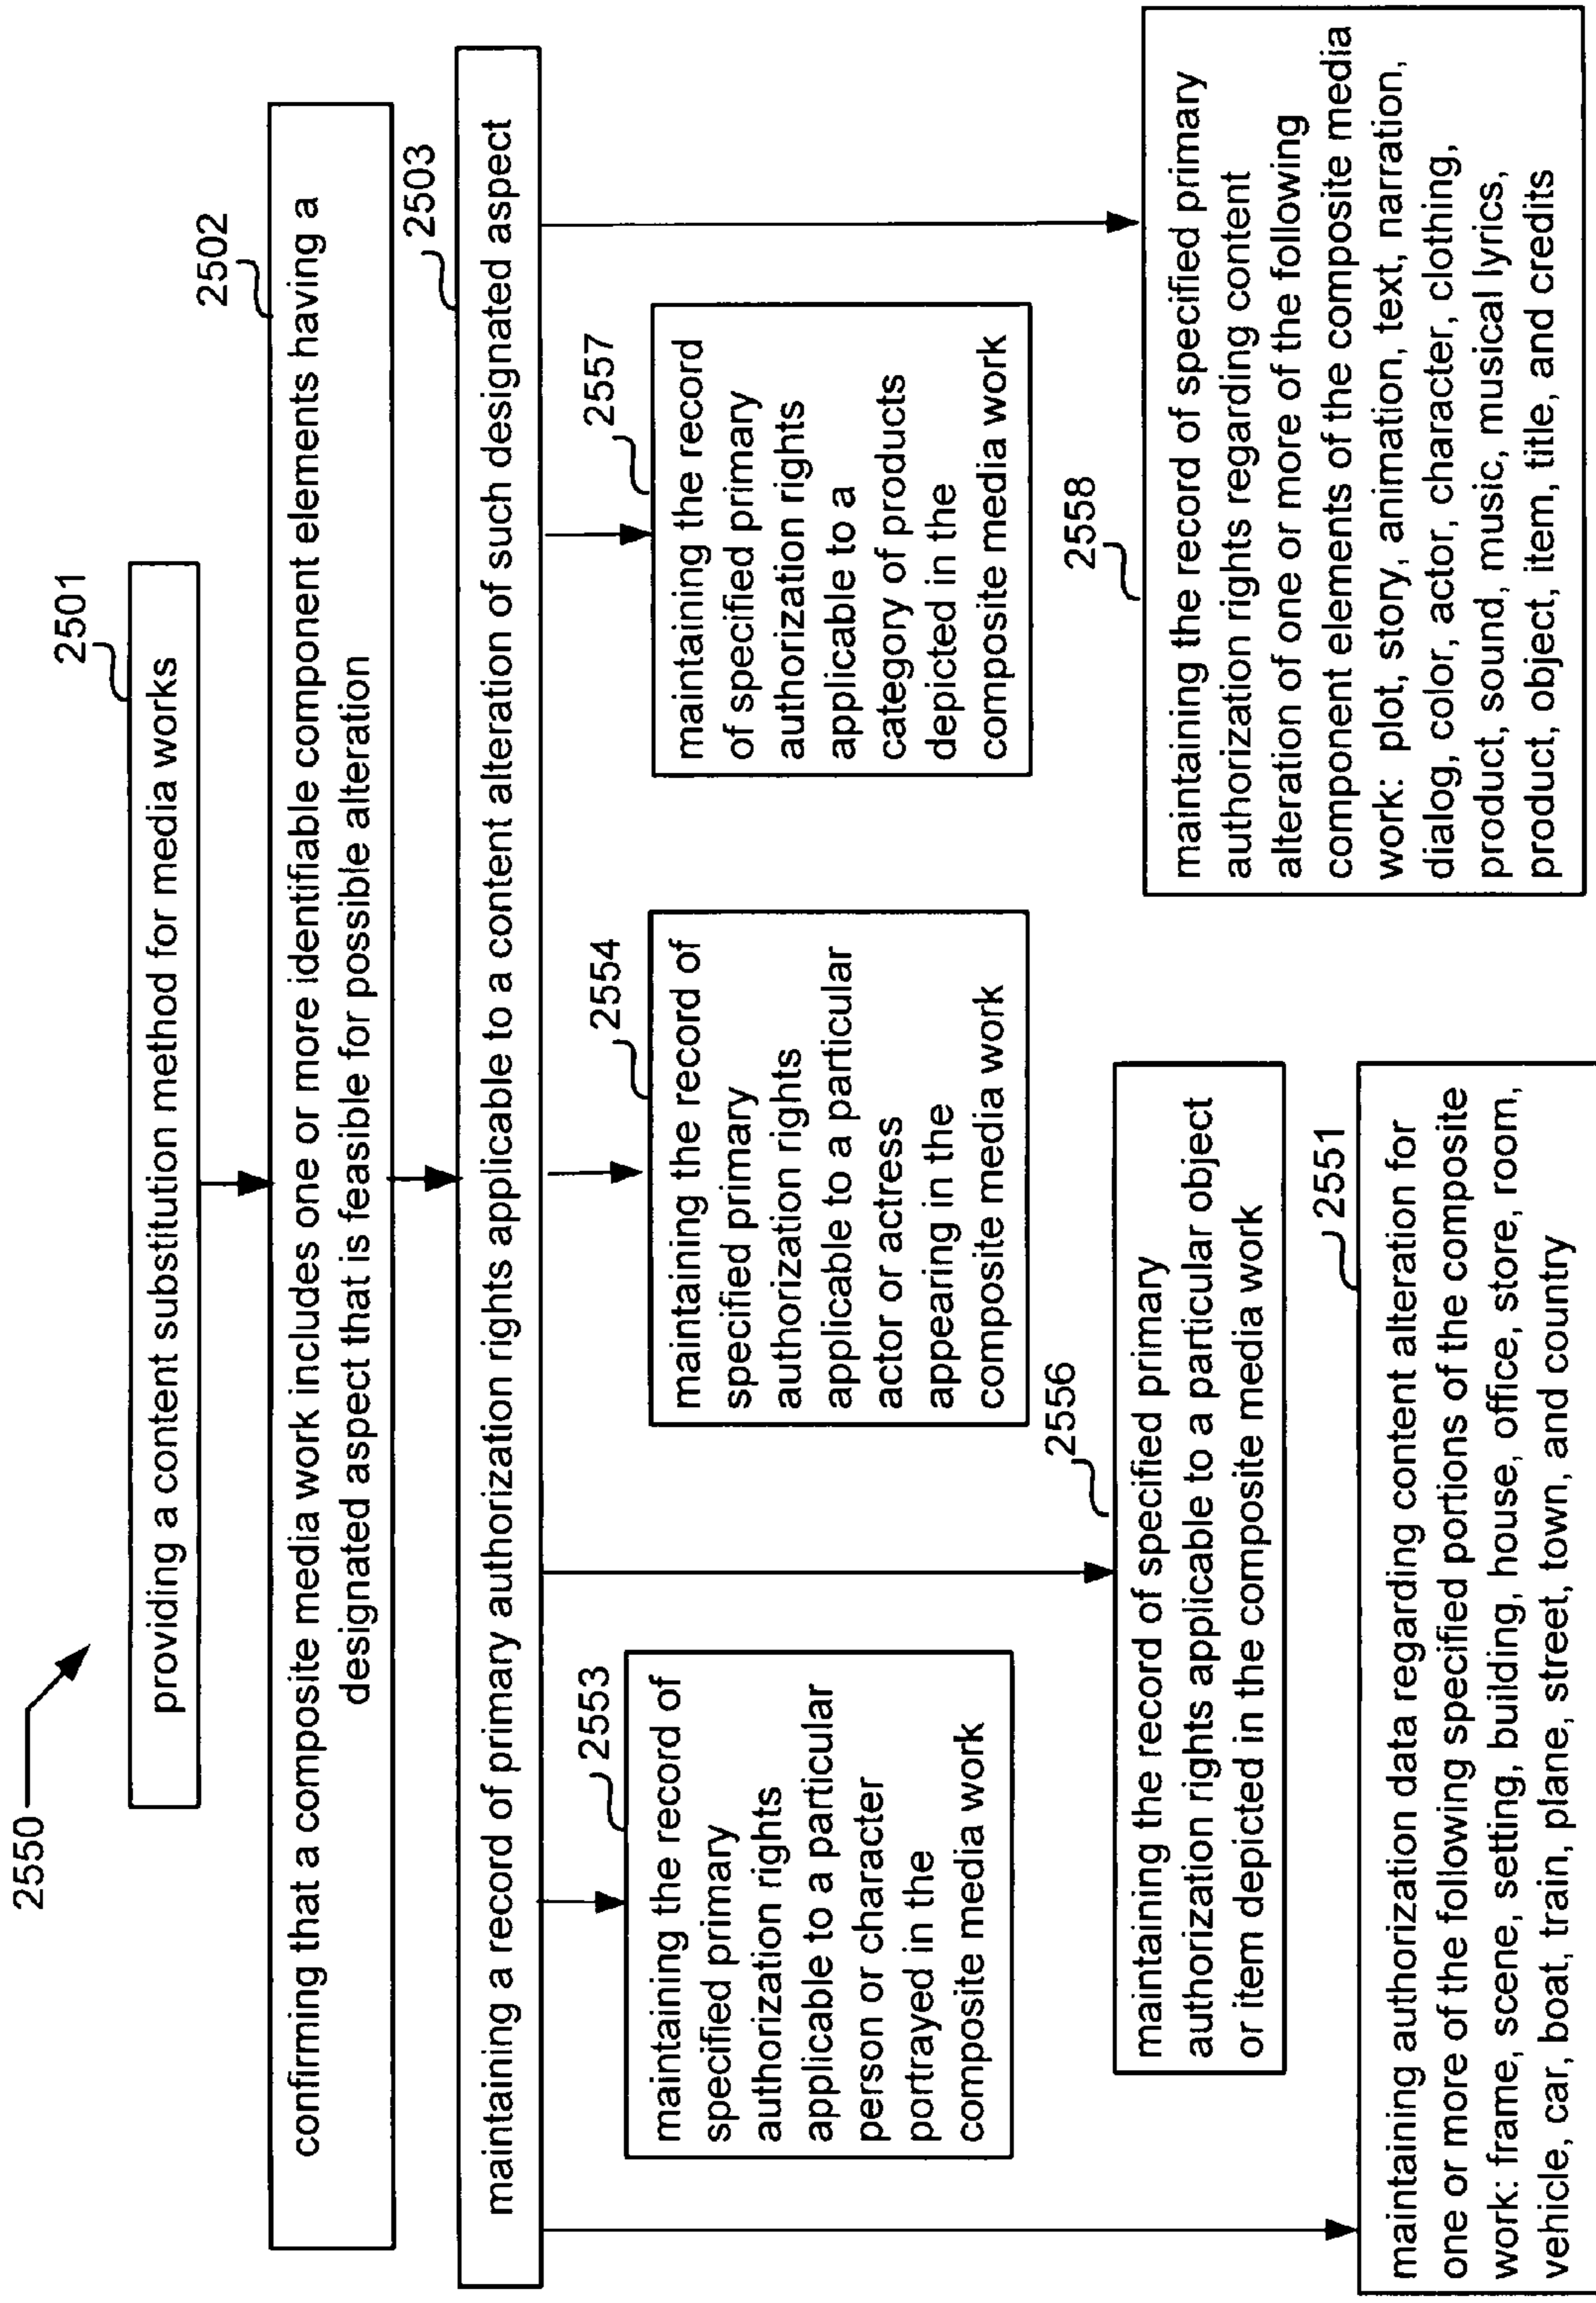 2550
2501
providing a content substitution method for media works
2502
confirming that a composite media work includes one or more identifiable component elements having a
designated aspect that is feasible for possible alteration
2503
maintaining a record of primary authorization rights applicable to a content alteration of such designated aspect
2553
maintaining the record of
specified primary
authorization rights
applicable to a particular
person or character
portrayed in the
composite media work
2554
maintaining the record of
specified primary
authorization rights
applicable to a particular
actor or actress
appearing in the
composite media work
2557
maintaining the record
of specified primary
authorization rights
applicable to a
category of products
depicted in the
composite media work
2556
maintaining the record of specified primary
authorization rights applicable to a particular object
or item depicted in the composite media work
2558
maintaining the record of specified primary
authorization rights regarding content
alteration of one or more of the following
component elements of the composite media
work:  plot, story, animation, text, narration,
dialog, color, actor, character, clothing,
product, sound, music, musical lyrics,
product, object, item, title, and credits
2551
maintaining authorization data regarding content alteration for
one or more of the following specified portions of the composite
work: frame, scene, setting, building, house, office, store, room,
vehicle, car, boat, train, plane, street, town, and country